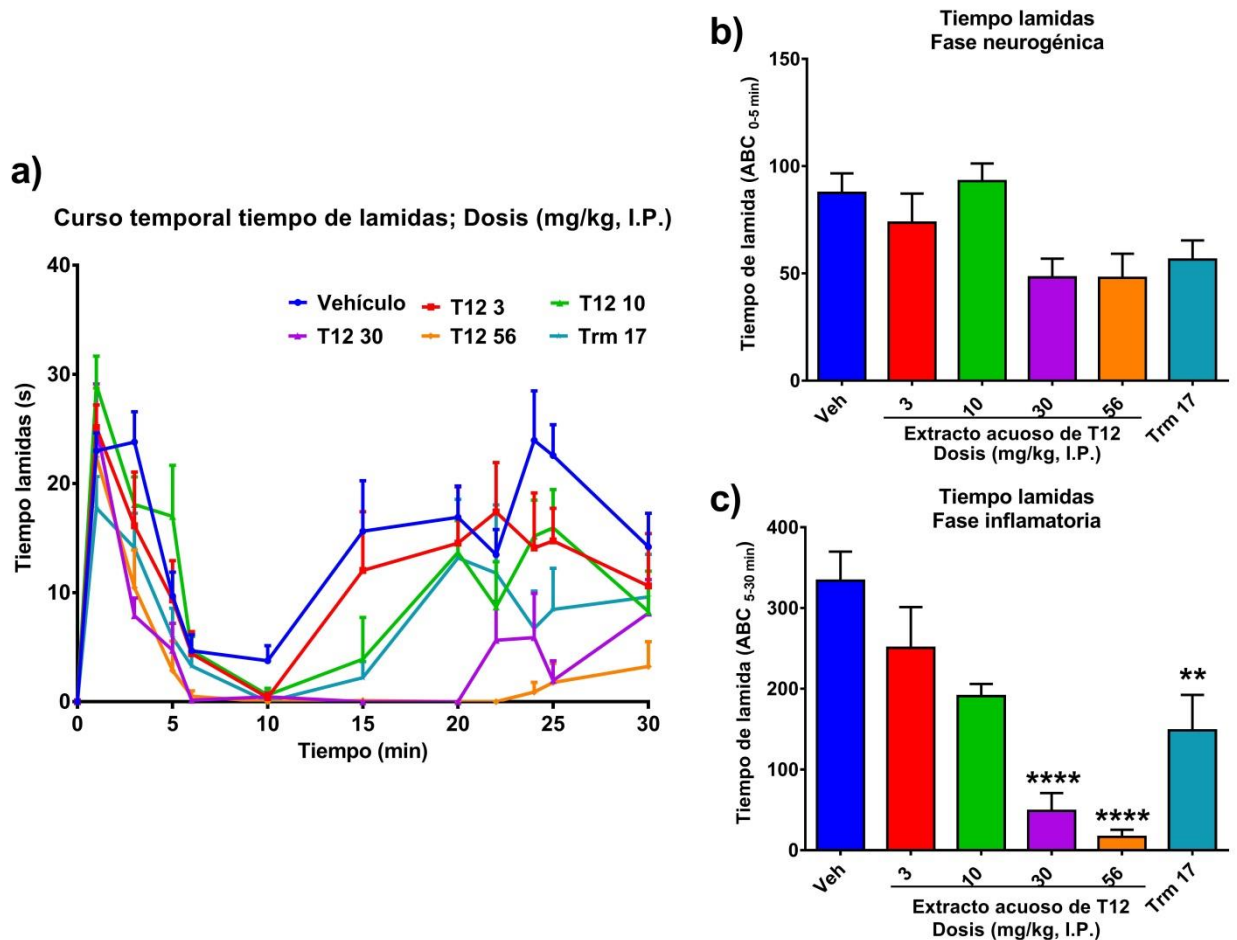 a)
Curso temporal tiempo de lamidas; Dosis (mg/kg, I.P.)
Tiempo lamidas (s)
40
30
20
10
0
Vehículo
T12 3
T12 10
T12 30
T12 56
Trm 17
0 5 10 15 20 25 30
Tiempo (min)
b)
Tiempo lamidas
Fase neurogénica
Tiempo de lamida (ABC 0-5 min)
150
100
50
0
Veh 3 10 30 56 Trm 17
Extracto acuoso de T12
Dosis (mg/kg, I.P.)
c)
Tiempo lamidas
Fase inflamatoria
Tiempo de lamida (ABC 5-30 min)
400
300
200
100
0
****
****
**
Veh 3 10 30 56 Trm 17
Extracto acuoso de T12
Dosis (mg/kg, I.P.)